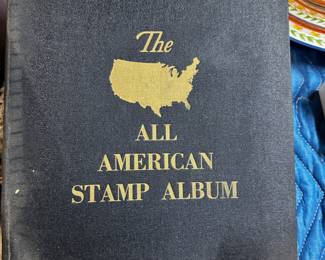 The
ALL
AMERICAN
STAMP ALBUM